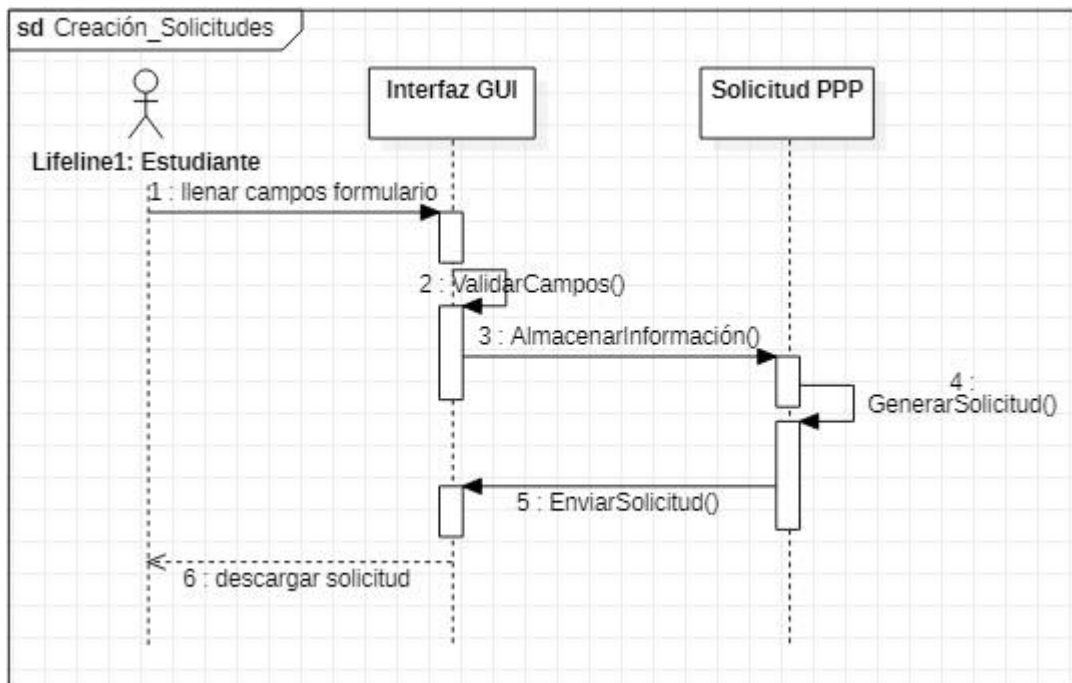 sd Creación_Solicitudes
Interfaz GUI
Solicitud PPP
Lifeline1: Estudiante
1 : llenar campos formulario
2 : ValidarCampos()
3 : AlmacenarInformación()
4 :
GenerarSolicitud()
5 : EnviarSolicitud()
6 : descargar solicitud